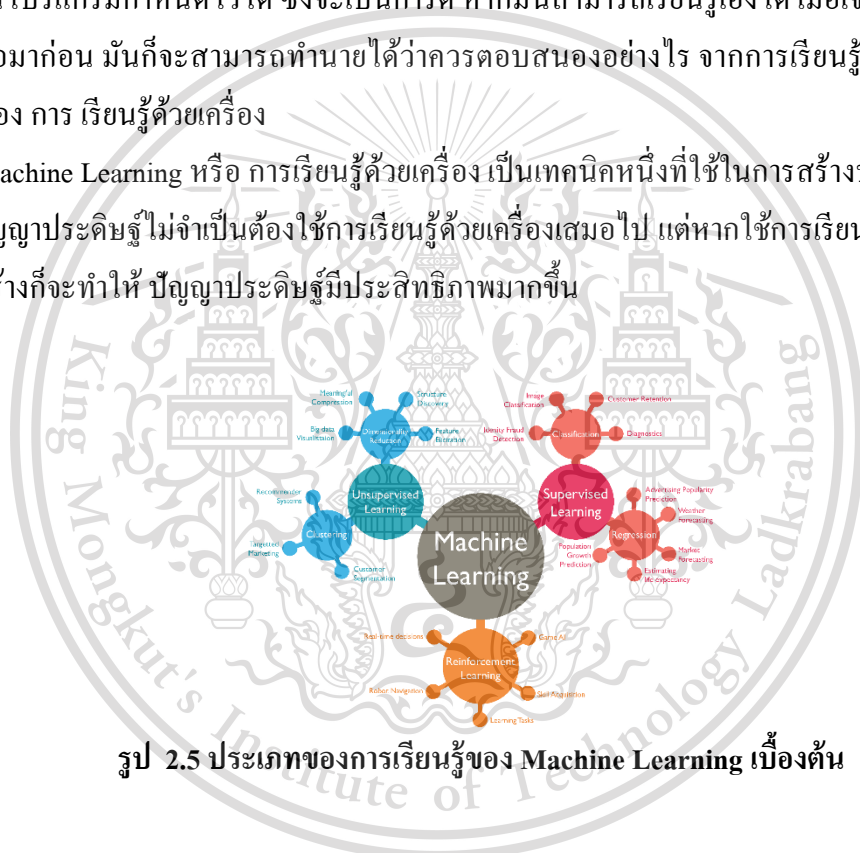 าก่อน มันก็จะสามารถทำนายได้ว่าควรตอบสนองอย่างไร จากการเรียนรู้
การ เรียนรู้ด้วยเครื่อง
achine Learning หรือ การเรียนรู้ด้วยเครื่อง เป็นเทคนิคหนึ่งที่ใช้ในการสร้าง
ญาประดิษฐ์ไม่จำเป็นต้องใช้การเรียนรู้ด้วยเครื่องเสมอไป แต่หากใช้การเรียน
ร้างก็จะทำให้ ปัญญาประดิษฐ์มีประสิทธิภาพมากขึ้น
Meaningful
Compression
Structure
Discovery
Big data
Visualisation
Dimensionality
Reduction
Feature
Elicitation
Image
Classification
Customer Retention
Identity Fraud
Detection
Classification
Diagnostics
Recommender
Systems
Unsupervised
Learning
Supervised
Learning
Advertising Popularity
Prediction
Weather
Forecasting
Clustering
Targetted
Marketing
Customer
Segmentation
Machine
Learning
Regression
Population
Growth
Prediction
Market
Forecasting
Estimating
life expectancy
Real-time decisions
Game AI
Reinforcement
Learning
Robot Navigation
Skill Acquisition
Learning Tasks
รูป 2.5 ประเภทของการเรียนรู้ของ Machine Learning เบื้องต้น
King Mongkut's Institute of Technology Ladkrabang